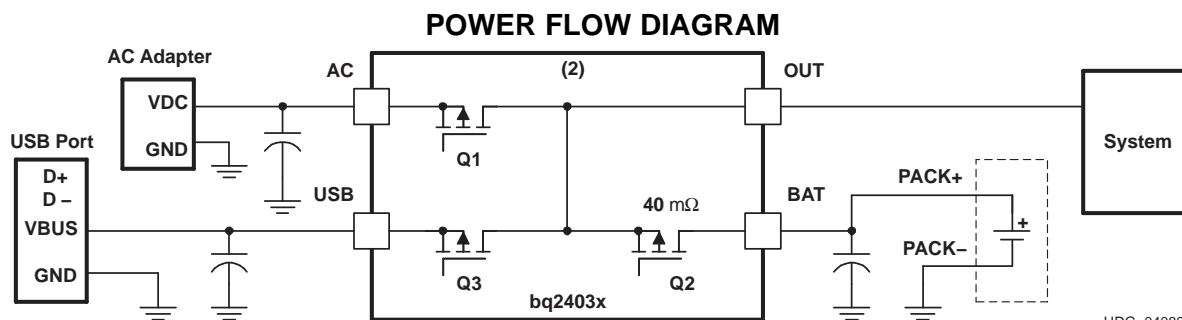 POWER FLOW DIAGRAM
AC Adapter
VDC
GND
AC
(2)
OUT
Q1
System
USB Port
D+
D −
VBUS
GND
USB
Q3
40 mΩ
Q2
bq2403x
BAT
PACK+
+
PACK−